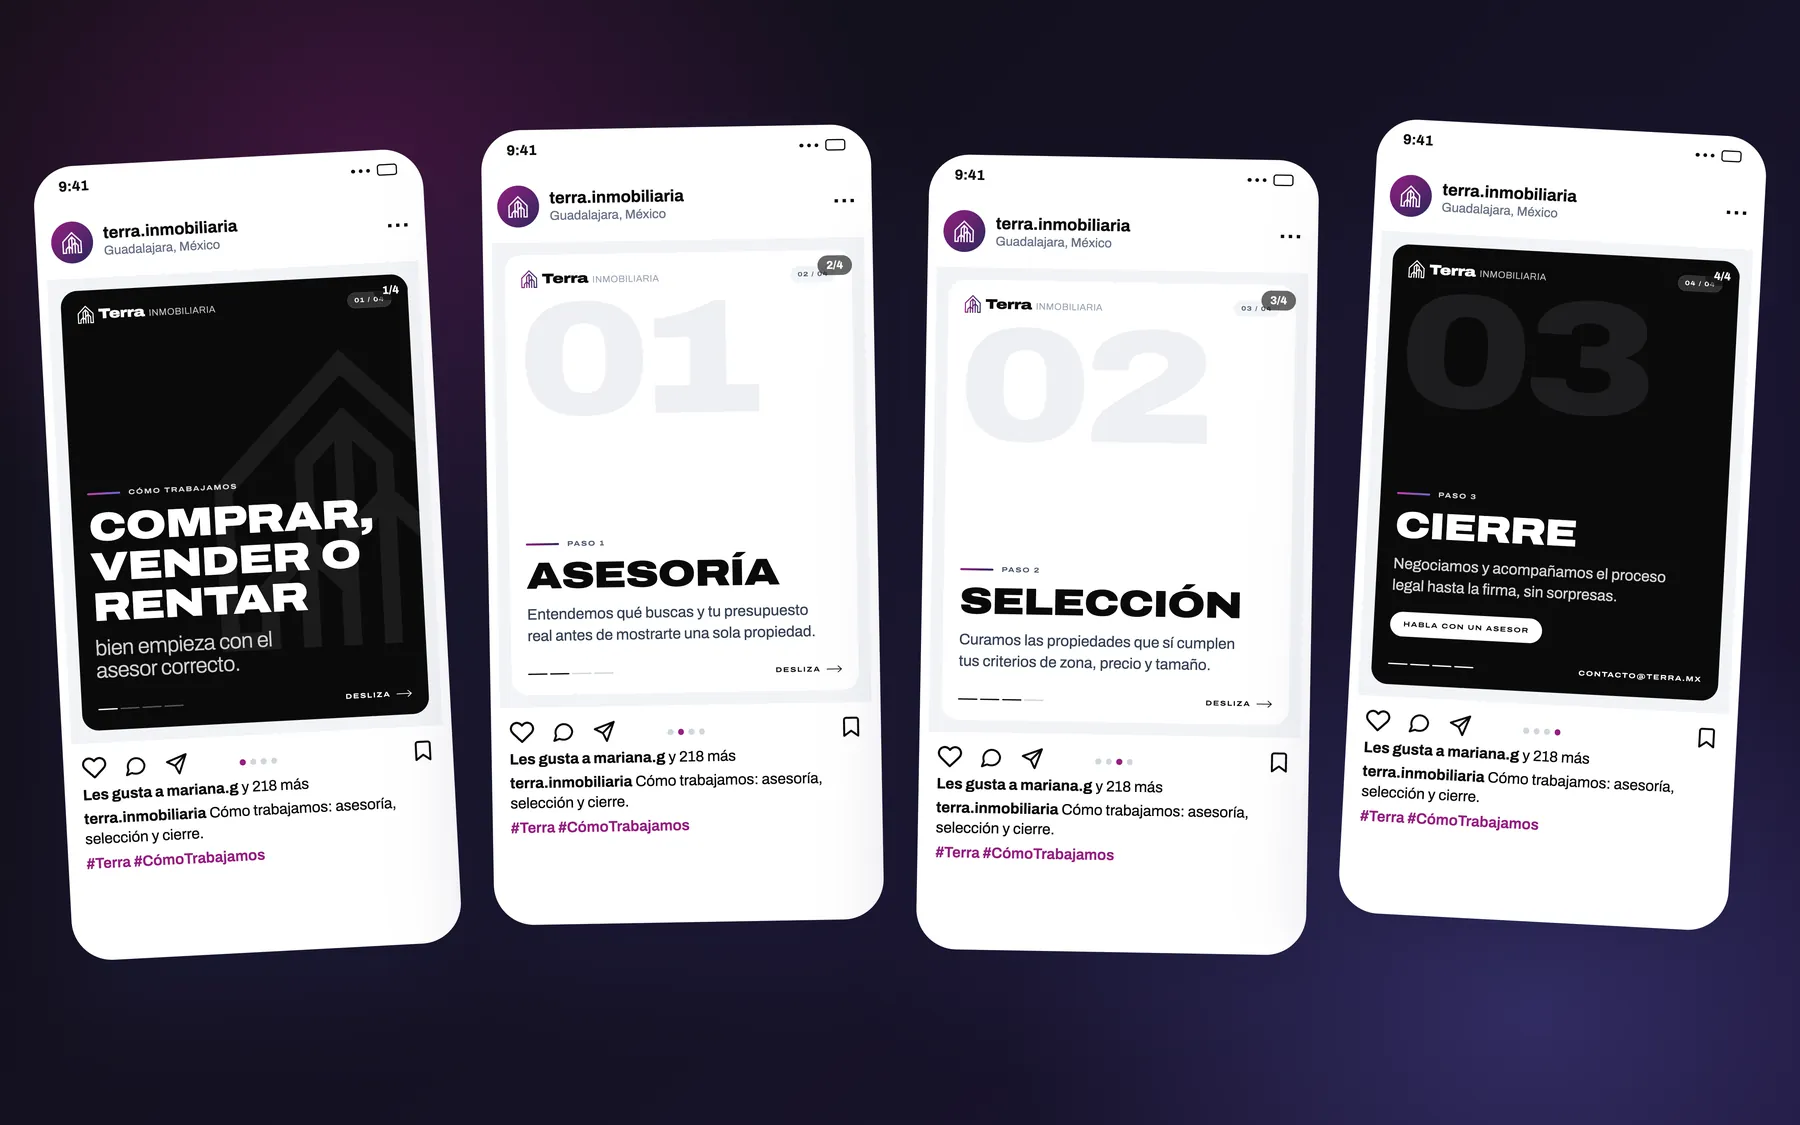 9:41
terra.inmobiliaria
Guadalajara, México
1/4
Terra INMOBILIARIA
01 / 04
CÓMO TRABAJAMOS
COMPRAR,
VENDER O
RENTAR
bien empieza con el
asesor correcto.
DESLIZA
Les gusta a mariana.g y 218 más
terra.inmobiliaria Cómo trabajamos: asesoría,
selección y cierre.
#Terra #CómoTrabajamos
9:41
terra.inmobiliaria
Guadalajara, México
2/4
Terra INMOBILIARIA
02 / 04
01
PASO 1
ASESORÍA
Entendemos qué buscas y tu presupuesto
real antes de mostrarte una sola propiedad.
DESLIZA
Les gusta a mariana.g y 218 más
terra.inmobiliaria Cómo trabajamos: asesoría,
selección y cierre.
#Terra #CómoTrabajamos
9:41
terra.inmobiliaria
Guadalajara, México
3/4
Terra INMOBILIARIA
03 / 04
02
PASO 2
SELECCIÓN
Curamos las propiedades que sí cumplen
tus criterios de zona, precio y tamaño.
DESLIZA
Les gusta a mariana.g y 218 más
terra.inmobiliaria Cómo trabajamos: asesoría,
selección y cierre.
#Terra #CómoTrabajamos
9:41
terra.inmobiliaria
Guadalajara, México
4/4
Terra INMOBILIARIA
04 / 04
03
PASO 3
CIERRE
Negociamos y acompañamos el proceso
legal hasta la firma, sin sorpresas.
HABLA CON UN ASESOR
CONTACTO@TERRA.MX
Les gusta a mariana.g y 218 más
terra.inmobiliaria Cómo trabajamos: asesoría,
selección y cierre.
#Terra #CómoTrabajamos